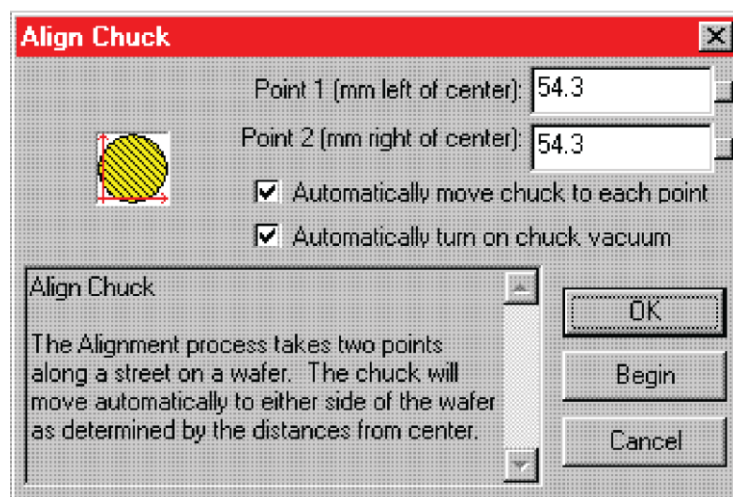 Align Chuck
Point 1 (mm left of center): 54.3
Point 2 (mm right of center): 54.3
Automatically move chuck to each point
Automatically turn on chuck vacuum
Align Chuck
The Alignment process takes two points
along a street on a wafer. The chuck will
move automatically to either side of the wafer
as determined by the distances from center.
OK
Begin
Cancel